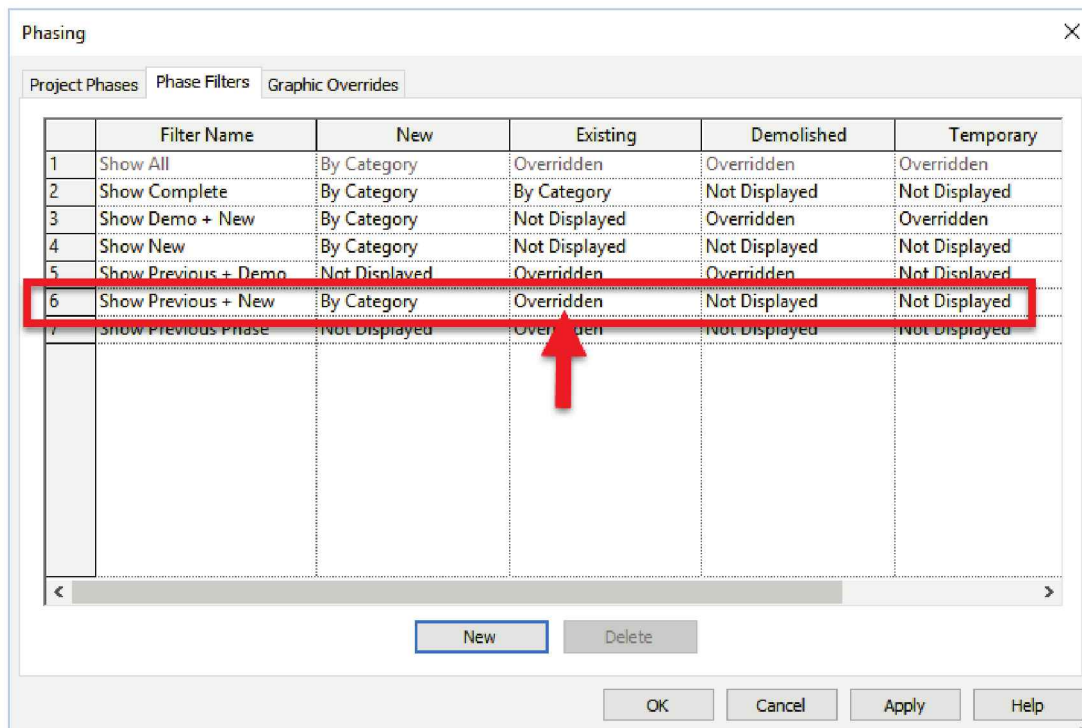 Phasing
Project Phases Phase Filters Graphic Overrides
Filter Name New Existing Demolished Temporary
1 Show All By Category Overridden Overridden Overridden
2 Show Complete By Category By Category Not Displayed Not Displayed
3 Show Demo + New By Category Not Displayed Overridden Overridden
4 Show New By Category Not Displayed Not Displayed Not Displayed
5 Show Previous + Demo Not Displayed Overridden Overridden Not Displayed
6 Show Previous + New By Category Overridden Not Displayed Not Displayed
7 Show Previous Phase Not Displayed Overridden Not Displayed Not Displayed
New Delete
OK Cancel Apply Help